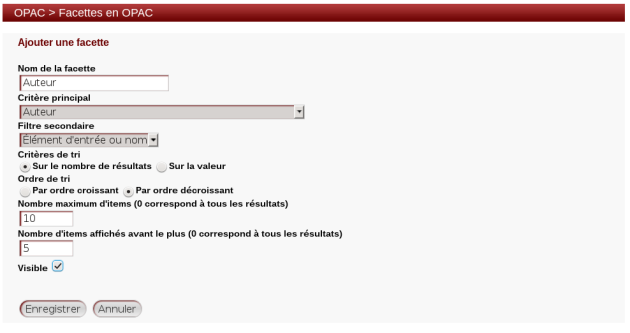 OPAC > Facettes en OPAC
Ajouter une facette
Nom de la facette
Auteur
Critère principal
Auteur
Filtre secondaire
Élément d'entrée ou nom
Critères de tri
Sur le nombre de résultats Sur la valeur
Ordre de tri
Par ordre croissant Par ordre décroissant
Nombre maximum d'items (0 correspond à tous les résultats)
10
Nombre d'items affichés avant le plus (0 correspond à tous les résultats)
5
Visible
Enregistrer Annuler